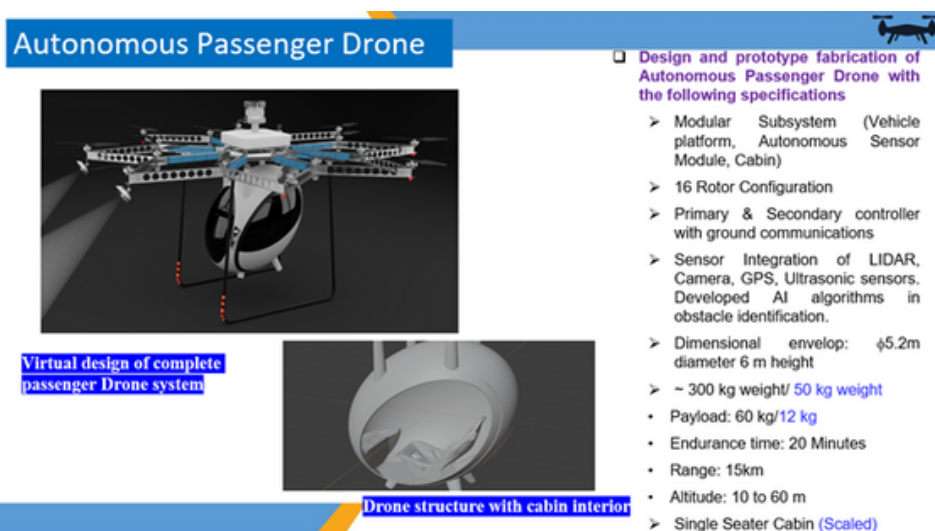 Autonomous Passenger Drone
Virtual design of complete
passenger Drone system
Drone structure with cabin interior
❑ Design and prototype fabrication of
Autonomous Passenger Drone with
the following specifications
➢ Modular Subsystem (Vehicle
platform, Autonomous Sensor
Module, Cabin)
➢ 16 Rotor Configuration
➢ Primary & Secondary controller
with ground communications
➢ Sensor Integration of LIDAR,
Camera, GPS, Ultrasonic sensors.
Developed AI algorithms in
obstacle identification.
➢ Dimensional envelop: ϕ5.2m
diameter 6 m height
➢ ~ 300 kg weight/ 50 kg weight
• Payload: 60 kg/12 kg
• Endurance time: 20 Minutes
• Range: 15km
• Altitude: 10 to 60 m
➢ Single Seater Cabin (Scaled)